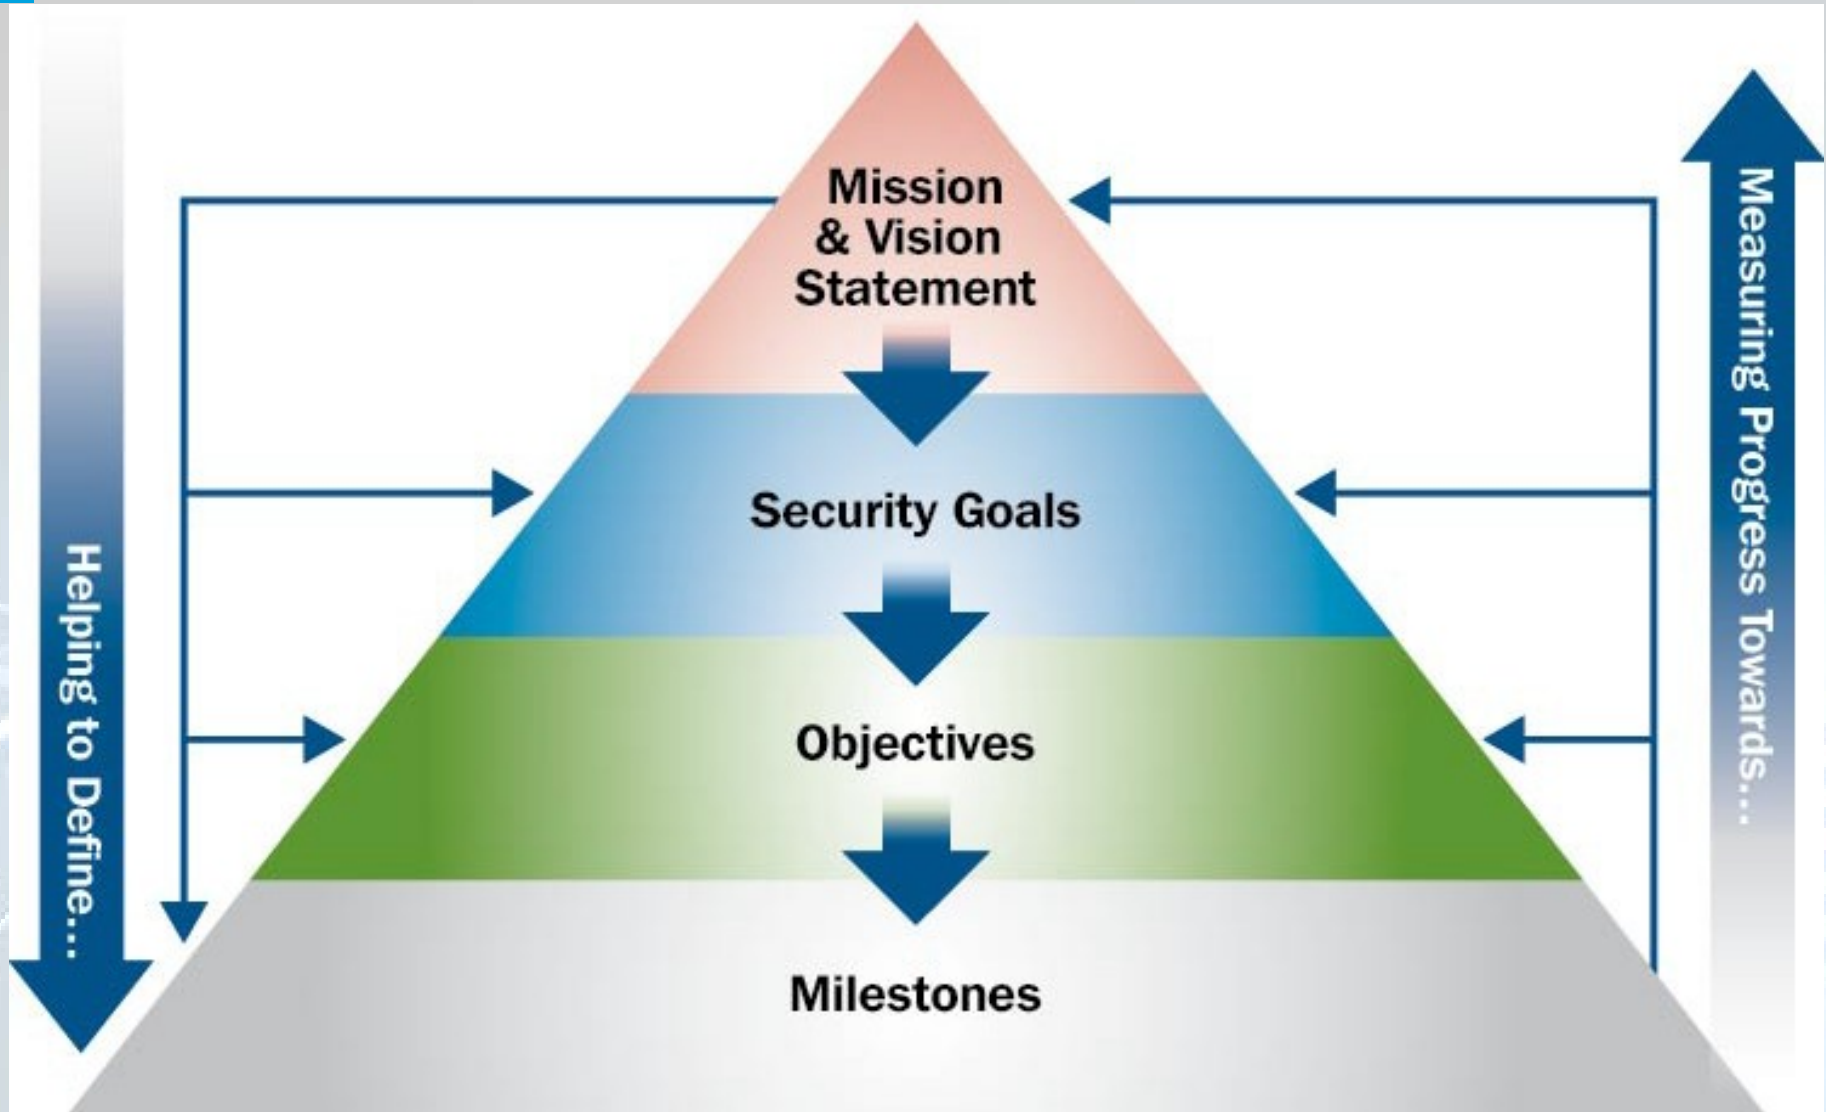 Mission
& Vision
Statement
Security Goals
Objectives
Milestones
Helping to Define...
Measuring Progress Towards...